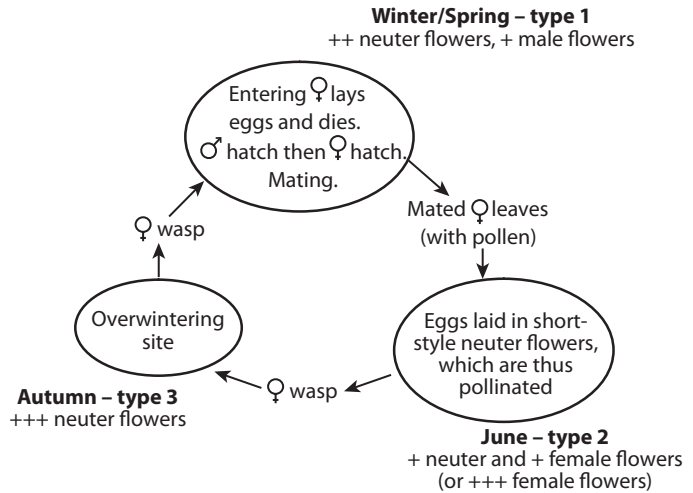 Winter/Spring – type 1
++ neuter flowers, + male flowers
Entering ♀ lays
eggs and dies.
♂ hatch then ♀ hatch.
Mating.
Mated ♀ leaves
(with pollen)
Eggs laid in short-
style neuter flowers,
which are thus
pollinated
June – type 2
+ neuter and + female flowers
(or +++ female flowers)
♀ wasp
Overwintering
site
Autumn – type 3
+++ neuter flowers
♀ wasp